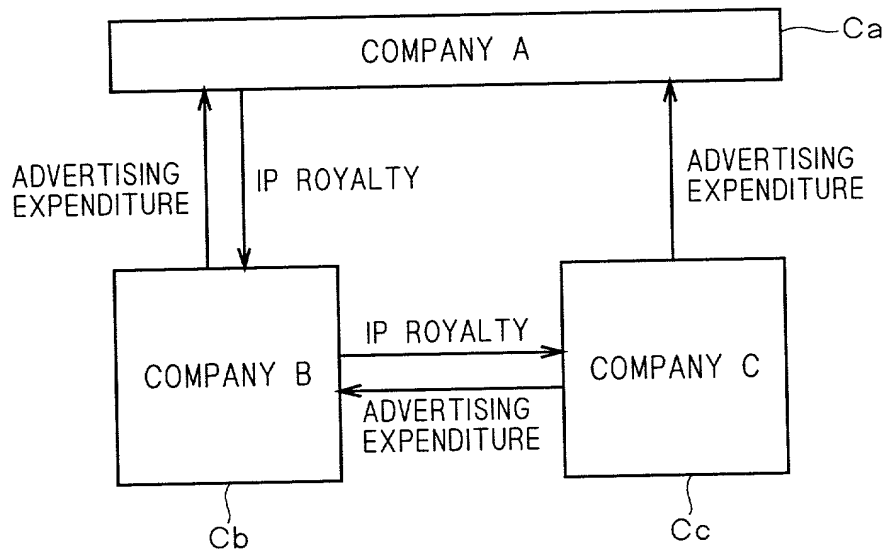 COMPANY A
Ca
ADVERTISING
EXPENDITURE
IP ROYALTY
ADVERTISING
EXPENDITURE
COMPANY B
IP ROYALTY
ADVERTISING
EXPENDITURE
COMPANY C
Cb
Cc